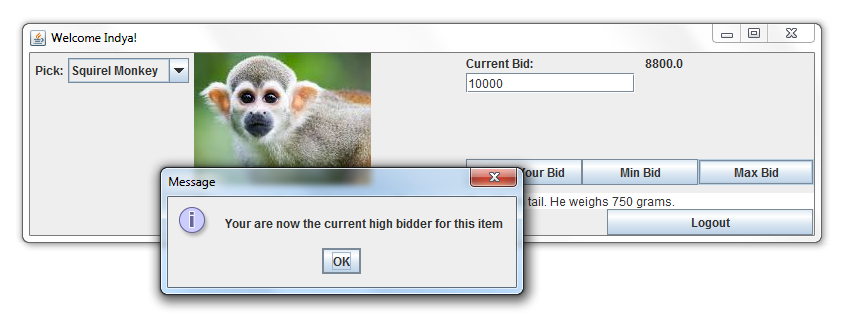 Welcome Indya!
Pick: Squirel Monkey
Current Bid: 8800.0
10000
our Bid Min Bid Max Bid
Message
tail. He weighs 750 grams.
Your are now the current high bidder for this item
Logout
OK